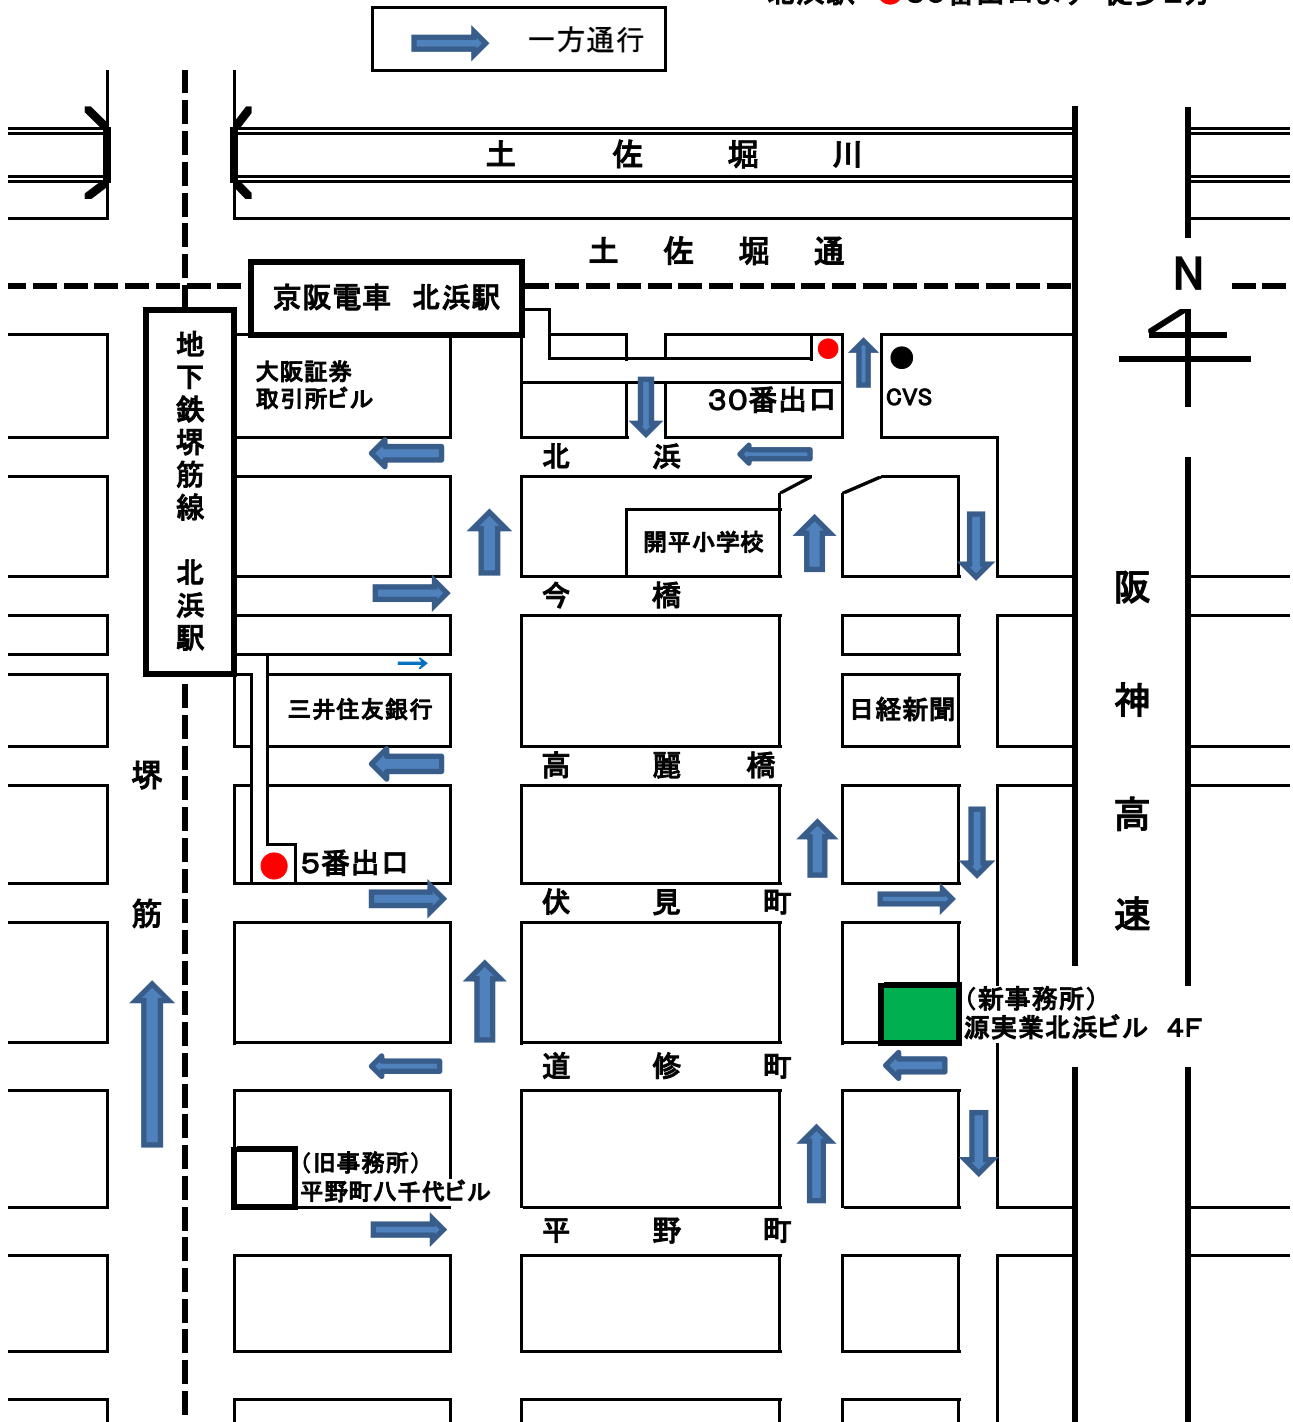 一方通行
土佐堀川
土佐堀通
N
京阪電車 北浜駅
地下鉄堺筋線 北浜駅
大阪証券
取引所ビル
30番出口
CVS
北浜
開平小学校
今橋
三井住友銀行
日経新聞
高麗橋
阪神高速
堺筋
5番出口
伏見町
(新事務所)
源実業北浜ビル 4F
道修町
(旧事務所)
平野町八千代ビル
平野町